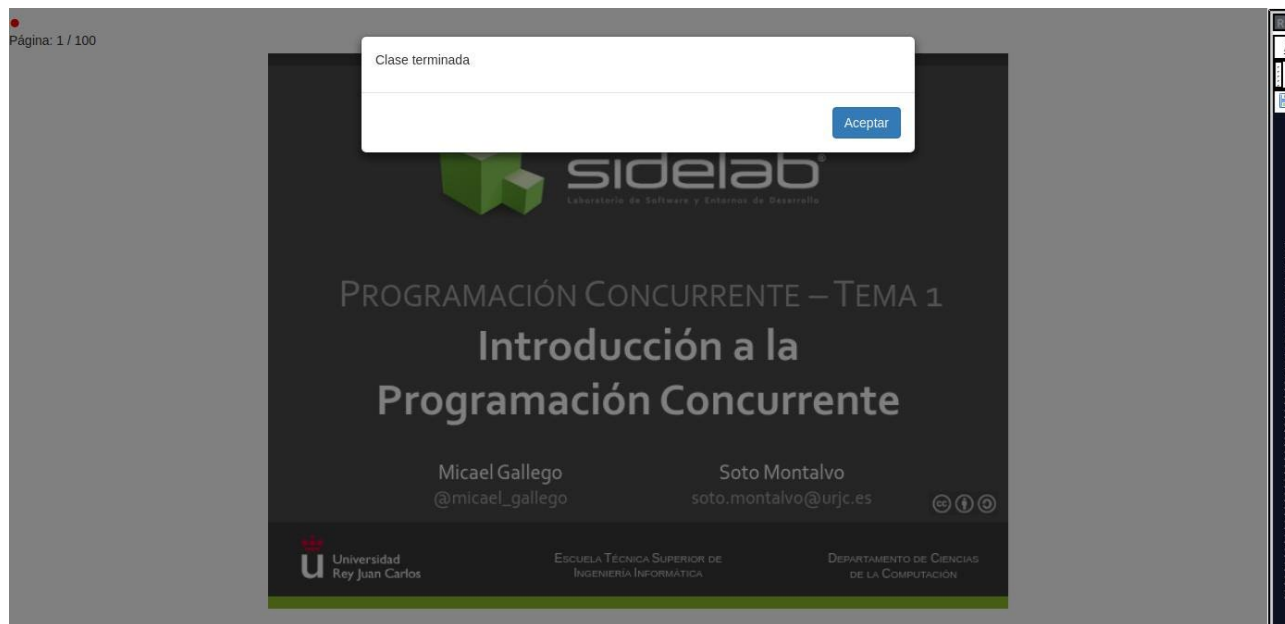 Página: 1 / 100
Clase terminada
Aceptar
sidelab®
Laboratorio de Software y Entornos de Desarrollo
PROGRAMACIÓN CONCURRENTE – TEMA 1
Introducción a la
Programación Concurrente
Micael Gallego
Soto Montalvo
@micael_gallego
soto.montalvo@urjc.es
Universidad
Rey Juan Carlos
ESCUELA TÉCNICA SUPERIOR DE
INGENIERÍA INFORMÁTICA
DEPARTAMENTO DE CIENCIAS
DE LA COMPUTACIÓN